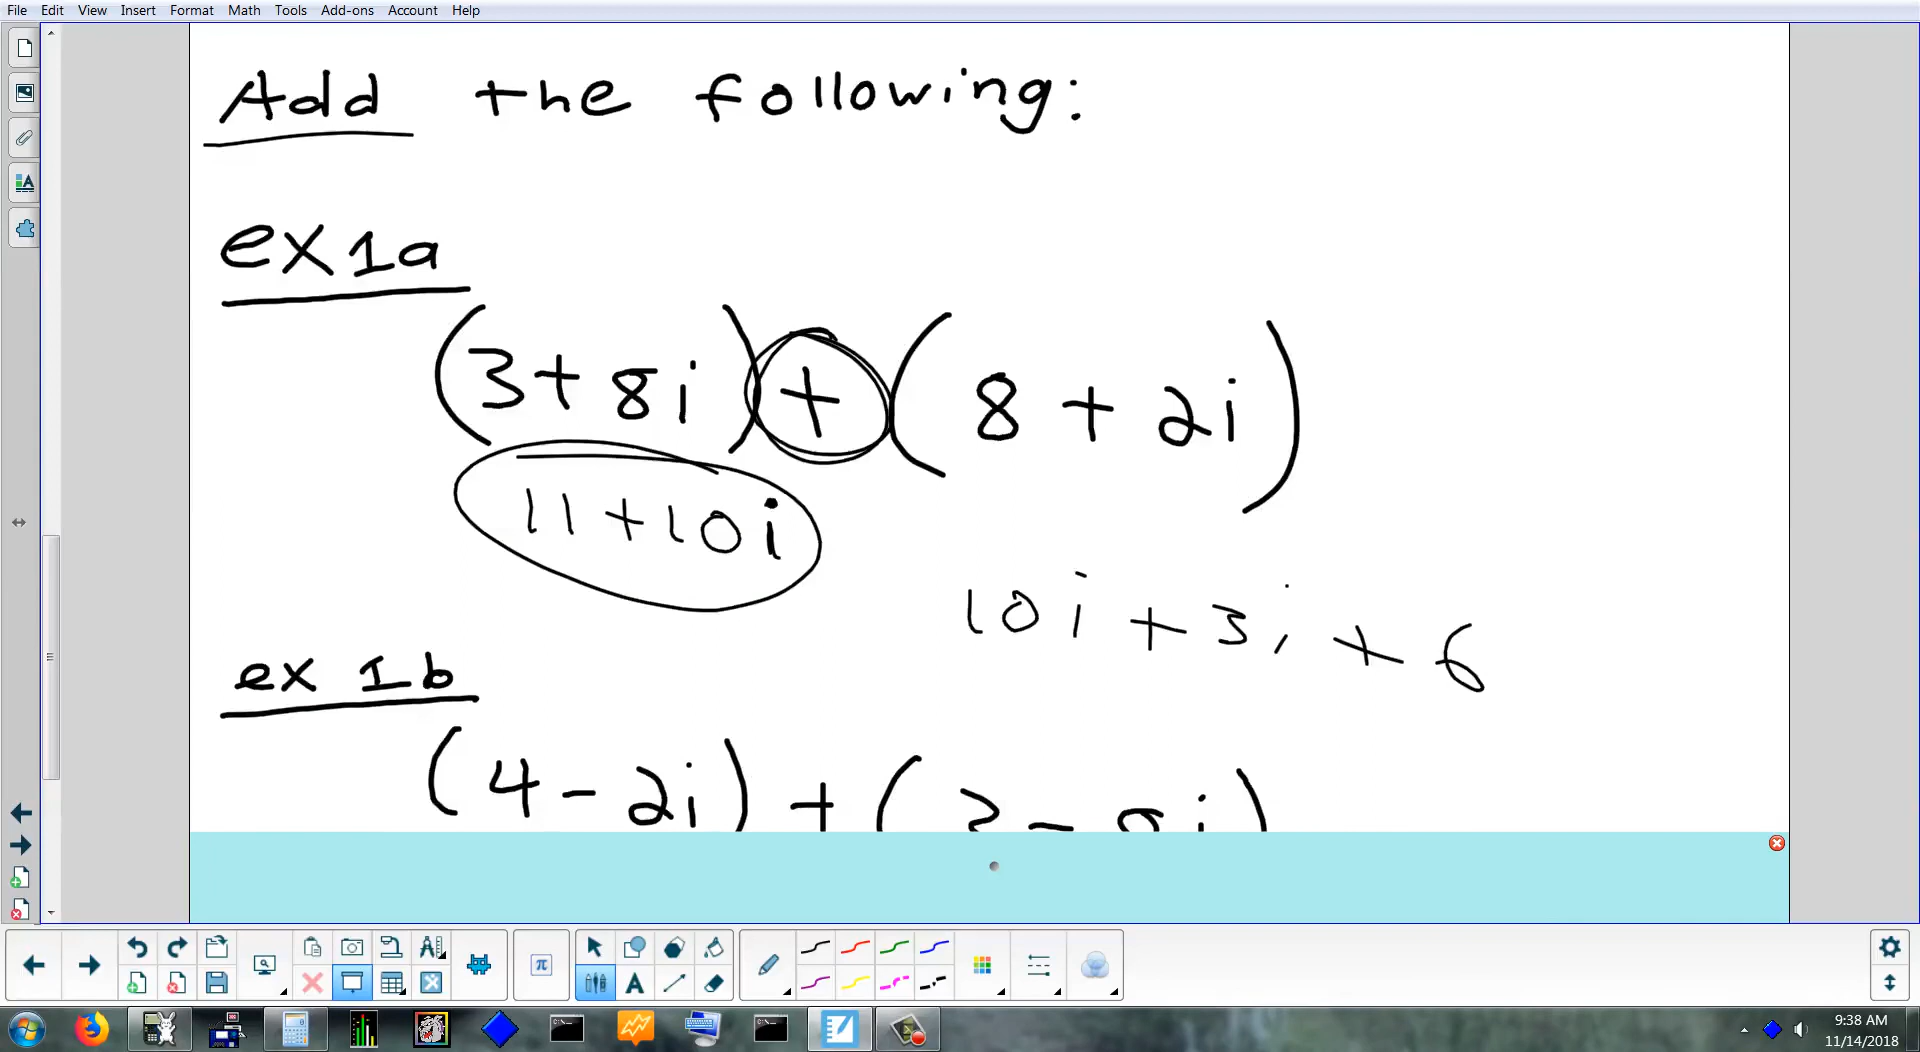 File Edit View Insert Format Math Tools Add-ons Account Help
Add the following:
ex 1a
(3+8i) + (8 + 2i)
11+10i
10i + 3i + 6
ex 1b
(4 - 2i) + (
9:38 AM
11/14/2018